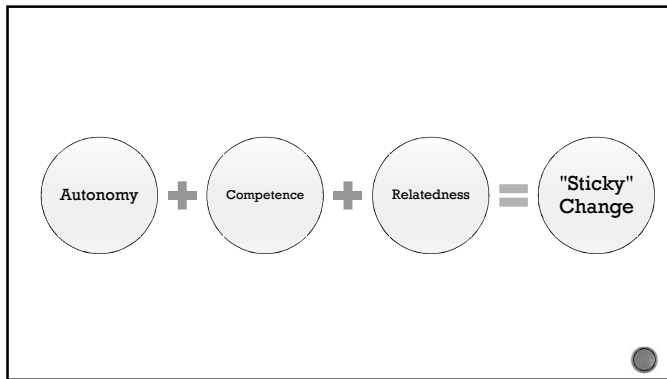 Autonomy
Competence
Relatedness
"Sticky"
Change